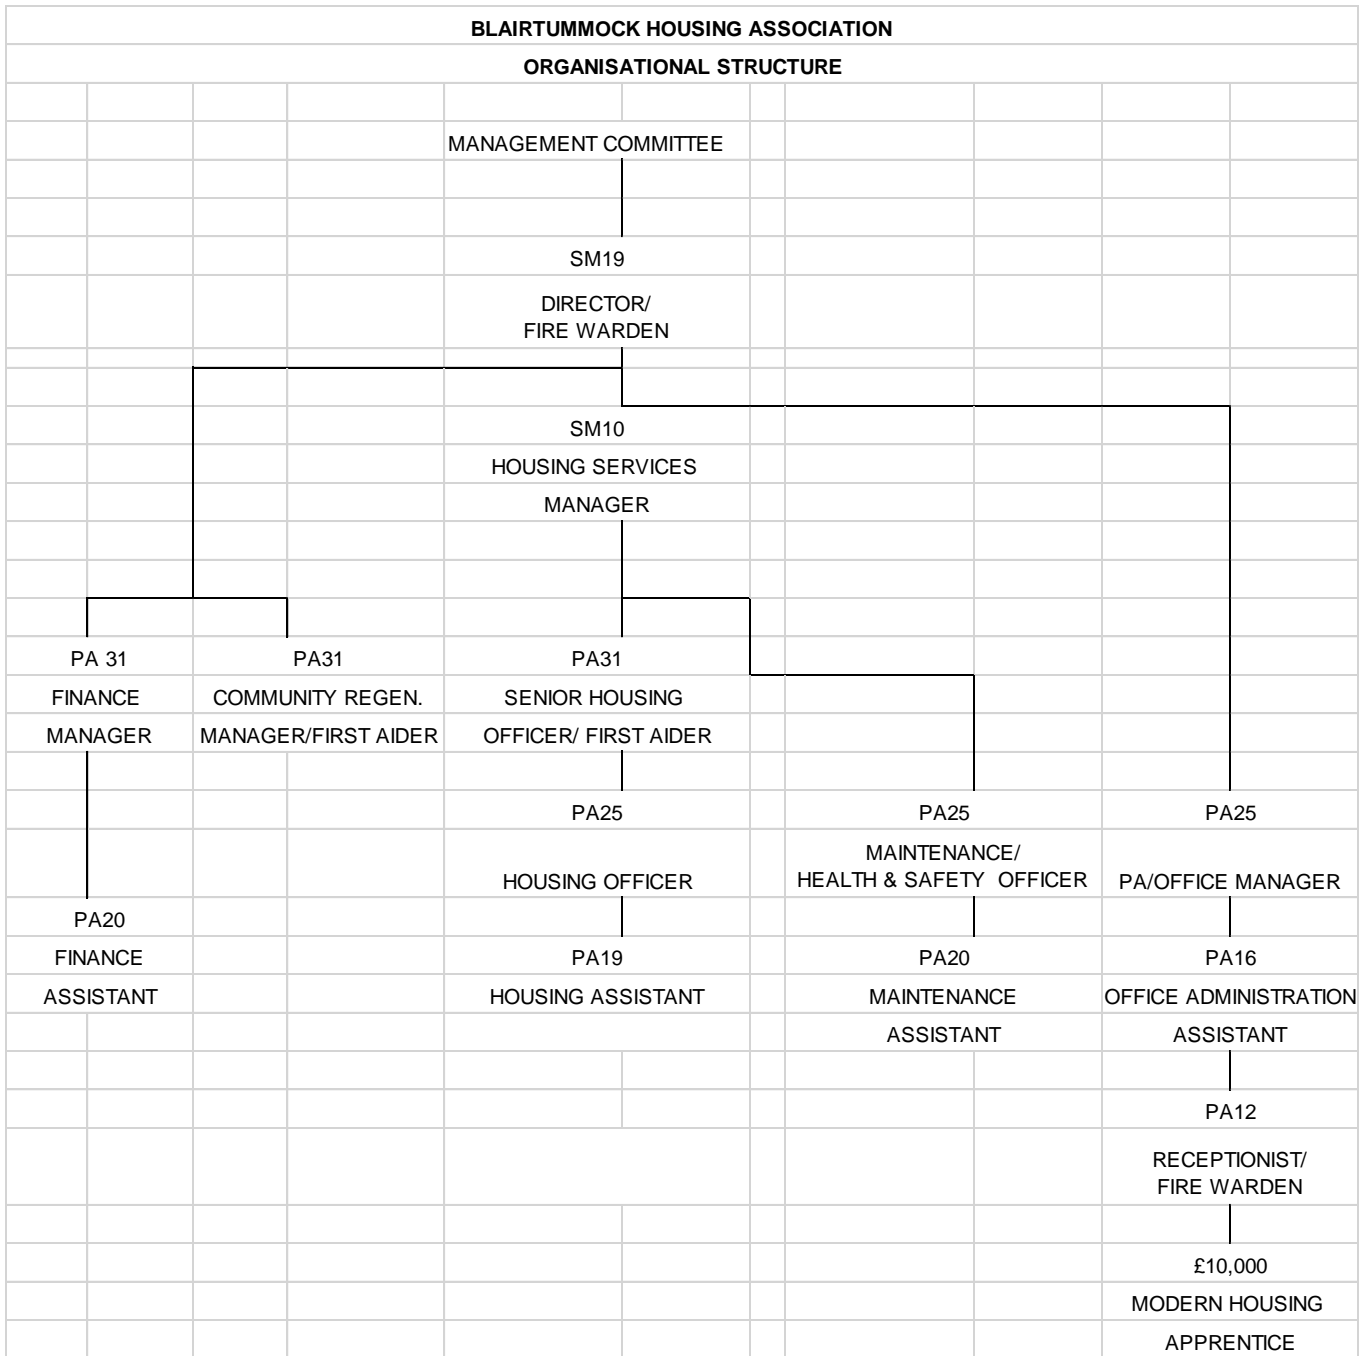 BLAIRTUMMOCK HOUSING ASSOCIATION
ORGANISATIONAL STRUCTURE
MANAGEMENT COMMITTEE
SM19
DIRECTOR/
FIRE WARDEN
SM10
HOUSING SERVICES
MANAGER
PA 31
FINANCE
MANAGER
PA31
COMMUNITY REGEN.
MANAGER/FIRST AIDER
PA31
SENIOR HOUSING
OFFICER/ FIRST AIDER
PA25
HOUSING OFFICER
PA25
MAINTENANCE/
HEALTH & SAFETY OFFICER
PA25
PA/OFFICE MANAGER
PA20
FINANCE
ASSISTANT
PA19
HOUSING ASSISTANT
PA20
MAINTENANCE
ASSISTANT
PA16
OFFICE ADMINISTRATION
ASSISTANT
PA12
RECEPTIONIST/
FIRE WARDEN
£10,000
MODERN HOUSING
APPRENTICE